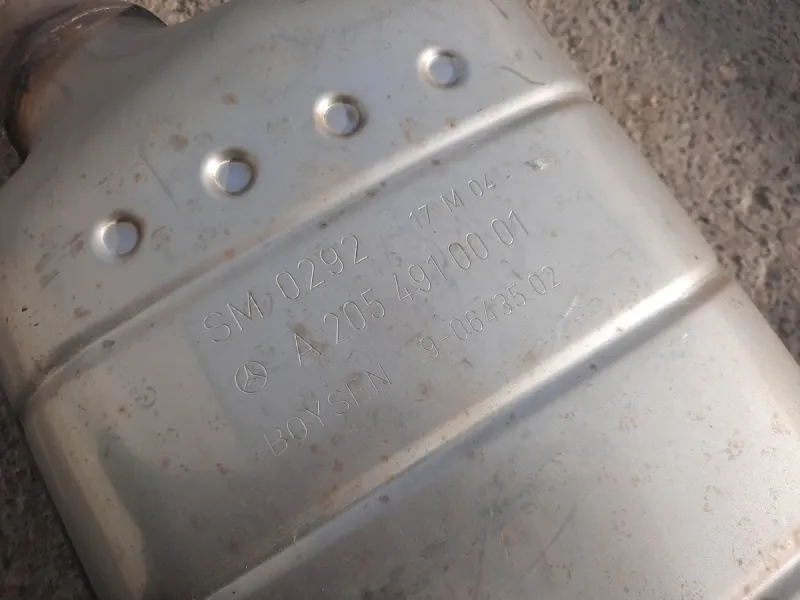 SM 0292 17 M 04
A 205 491 00 01
BOYSEN 9-06435 02